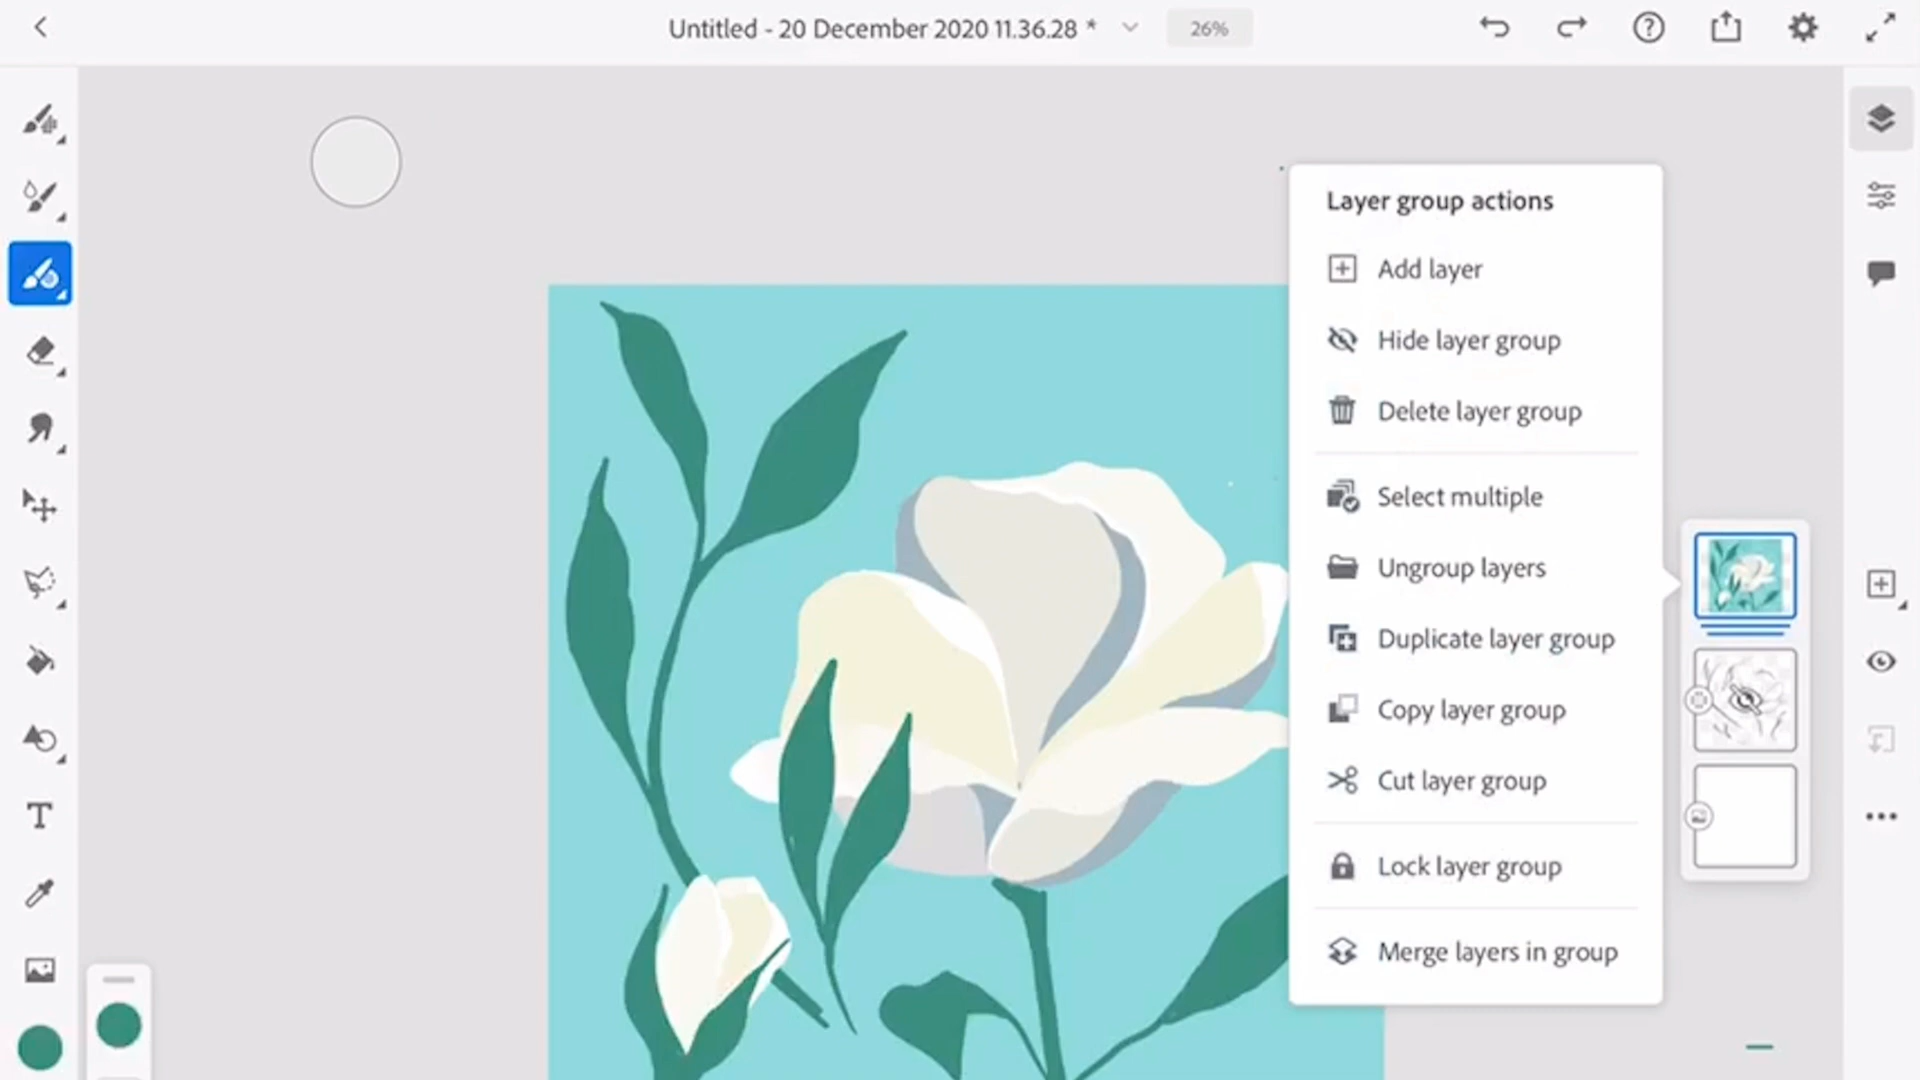 Untitled - 20 December 2020 11.36.28 *
26%
Layer group actions
Add layer
Hide layer group
Delete layer group
Select multiple
Ungroup layers
Duplicate layer group
Copy layer group
Cut layer group
Lock layer group
Merge layers in group